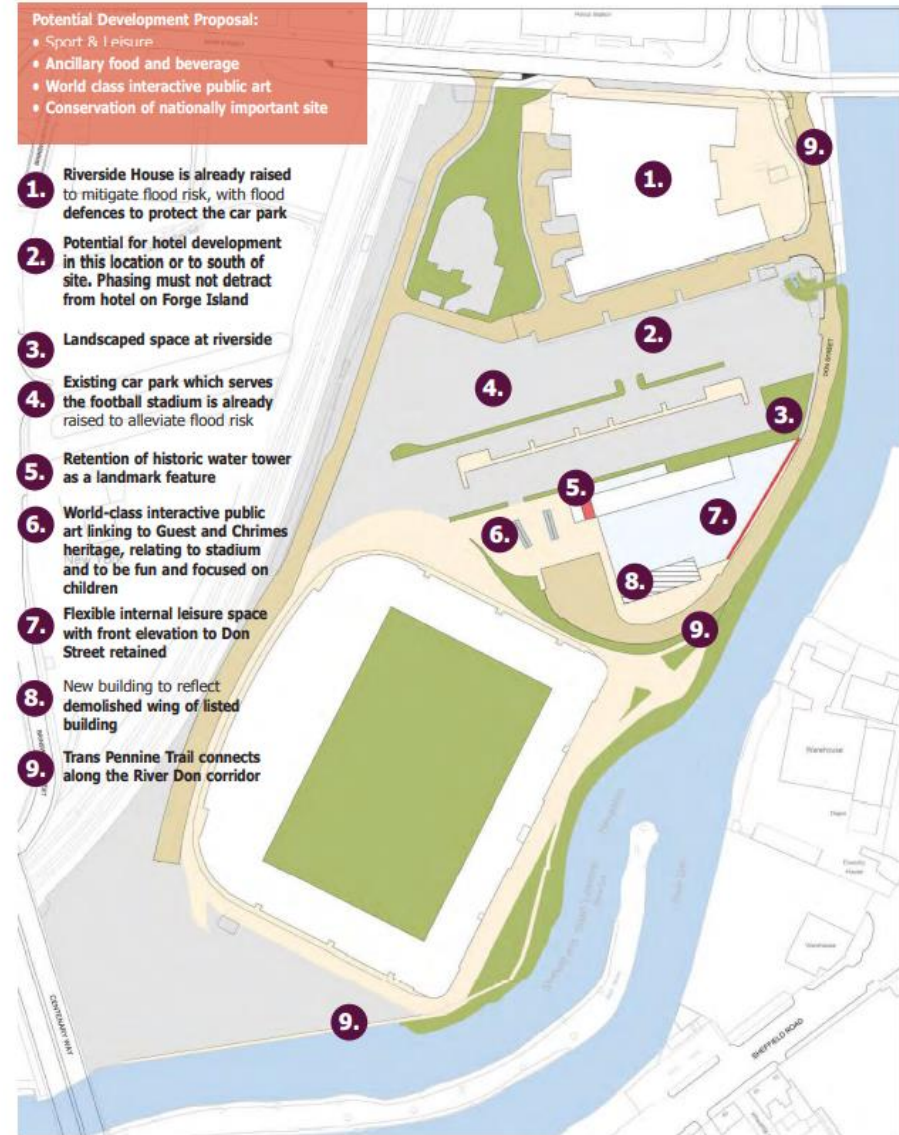 Potential Development Proposal:
• Sport & Leisure
• Ancillary food and beverage
• World class interactive public art
• Conservation of nationally important site
1.
Riverside House is already raised
to mitigate flood risk, with flood
defences to protect the car park
2.
Potential for hotel development
in this location or to south of
site. Phasing must not detract
from hotel on Forge Island
3.
Landscaped space at riverside
4.
Existing car park which serves
the football stadium is already
raised to alleviate flood risk
5.
Retention of historic water tower
as a landmark feature
6.
World-class interactive public
art linking to Guest and Chrimes
heritage, relating to stadium
and to be fun and focused on
children
7.
Flexible internal leisure space
with front elevation to Don
Street retained
8.
New building to reflect
demolished wing of listed
building
9.
Trans Pennine Trail connects
along the River Don corridor
Police Station
9.
1.
2.
DON STREET
4.
3.
5.
7.
6.
8.
9.
Warehouse
Warehouse
House
9.
CENTENARY WAY
SHEFFIELD ROAD